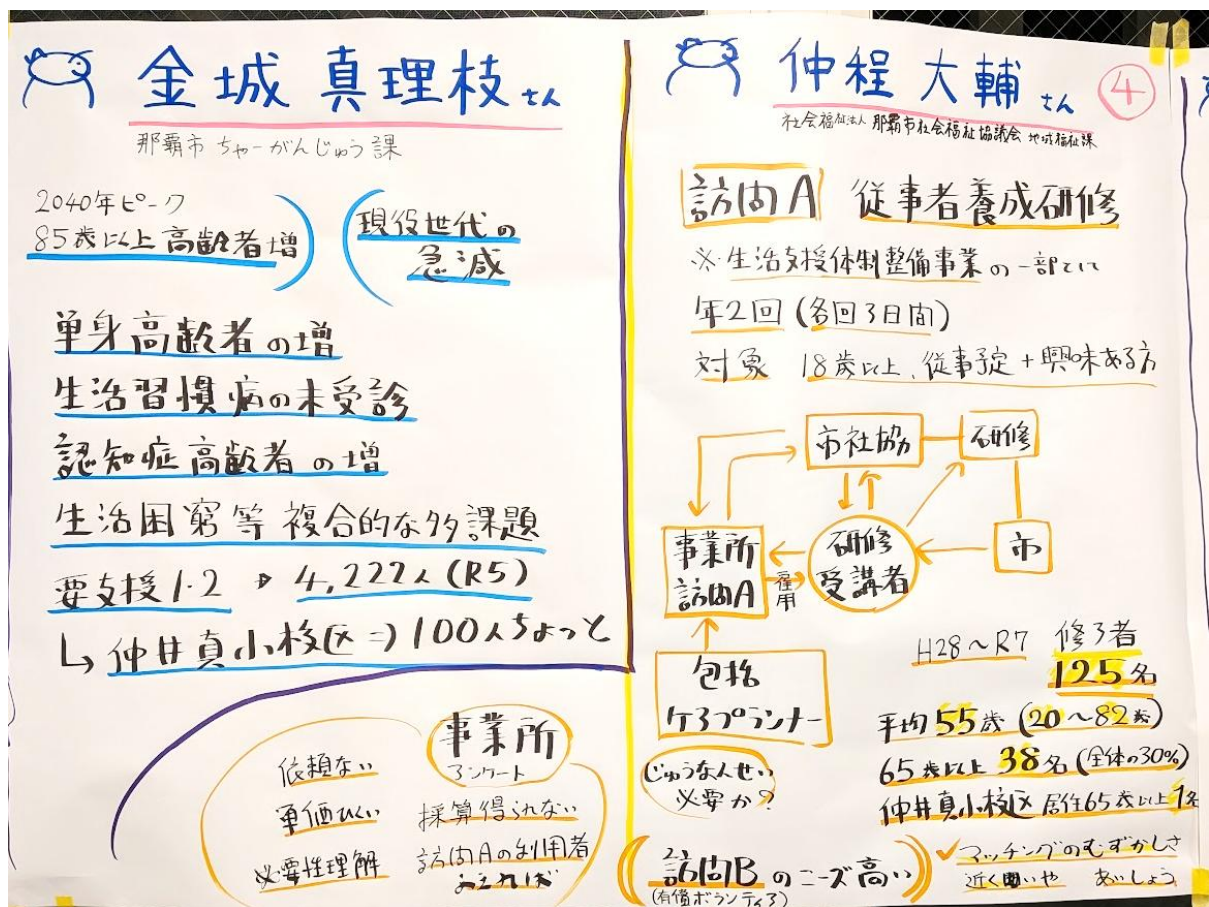 金城 真理枝さん
那覇市 ちゃーがんじゅう課
2040年ピーク
85歳以上高齢者増
現役世代の
急減
単身高齢者の増
生活習慣病の未受診
認知症高齢者の増
生活困窮等 複合的な多課題
要支援1・2 4,222人(R5)
↳ 仲井真小校区 ⇒ 100人ちょっと
事業所
アンケート
依頼ない
単価ひくい
採算得られない
必要性理解
訪問Aの利用者
ふえれば
仲程 大輔さん ④
社会福祉法人 那覇市社会福祉協議会 地域福祉課
訪問A 従事者養成研修
※生活支援体制整備事業の一部として
年2回(各回3日間)
対象 18歳以上、従事予定+興味ある方
市社協
研修
事業所
訪問A
雇用
研修
受講者
市
包括
ケアプランナー
H28〜R7 修了者
125名
平均55歳(20〜82歳)
65歳以上38名(全体の30%)
仲井真小校区 居住65歳以上1名
じゅうなんせい
必要か?
訪問Bのニーズ高い
(有償ボランティア)
✓マッチングのむずかしさ
近く いや あいしょう